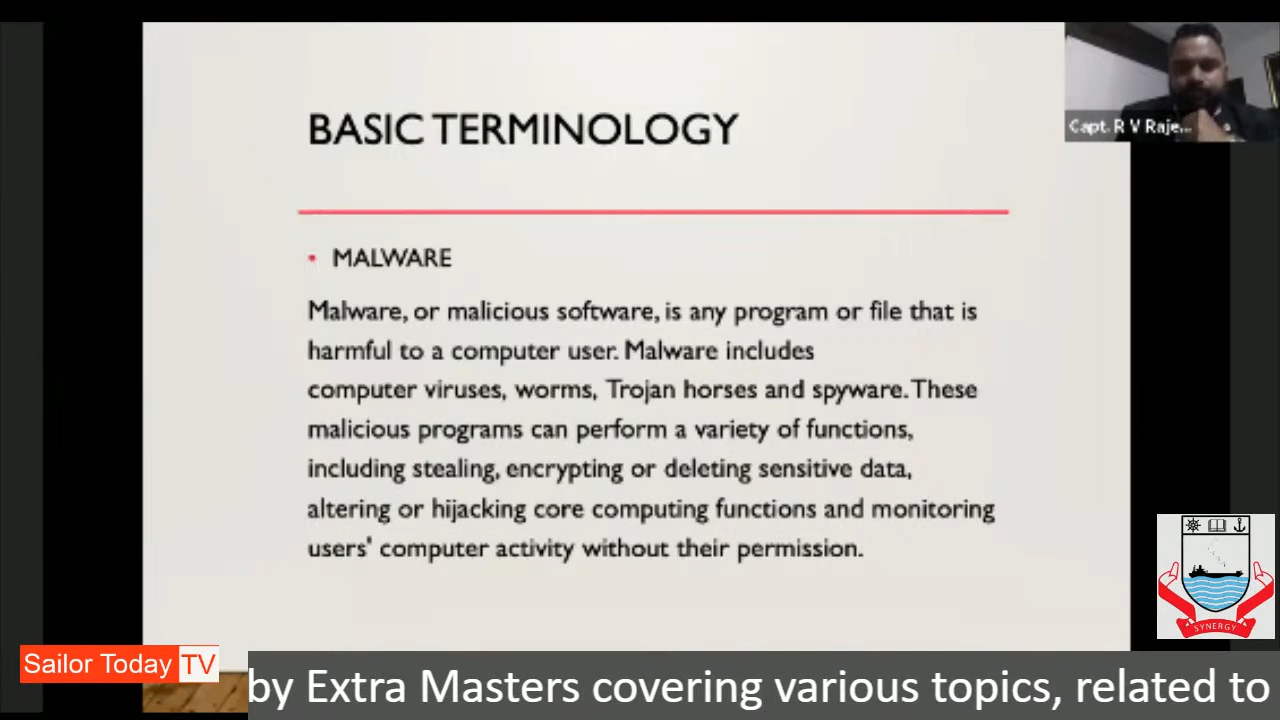 BASIC TERMINOLOGY
Capt. R V Raje...
• MALWARE
Malware, or malicious software, is any program or file that is
harmful to a computer user. Malware includes
computer viruses, worms, Trojan horses and spyware. These
malicious programs can perform a variety of functions,
including stealing, encrypting or deleting sensitive data,
altering or hijacking core computing functions and monitoring
users' computer activity without their permission.
SYNERGY
Sailor Today TV
by Extra Masters covering various topics, related to